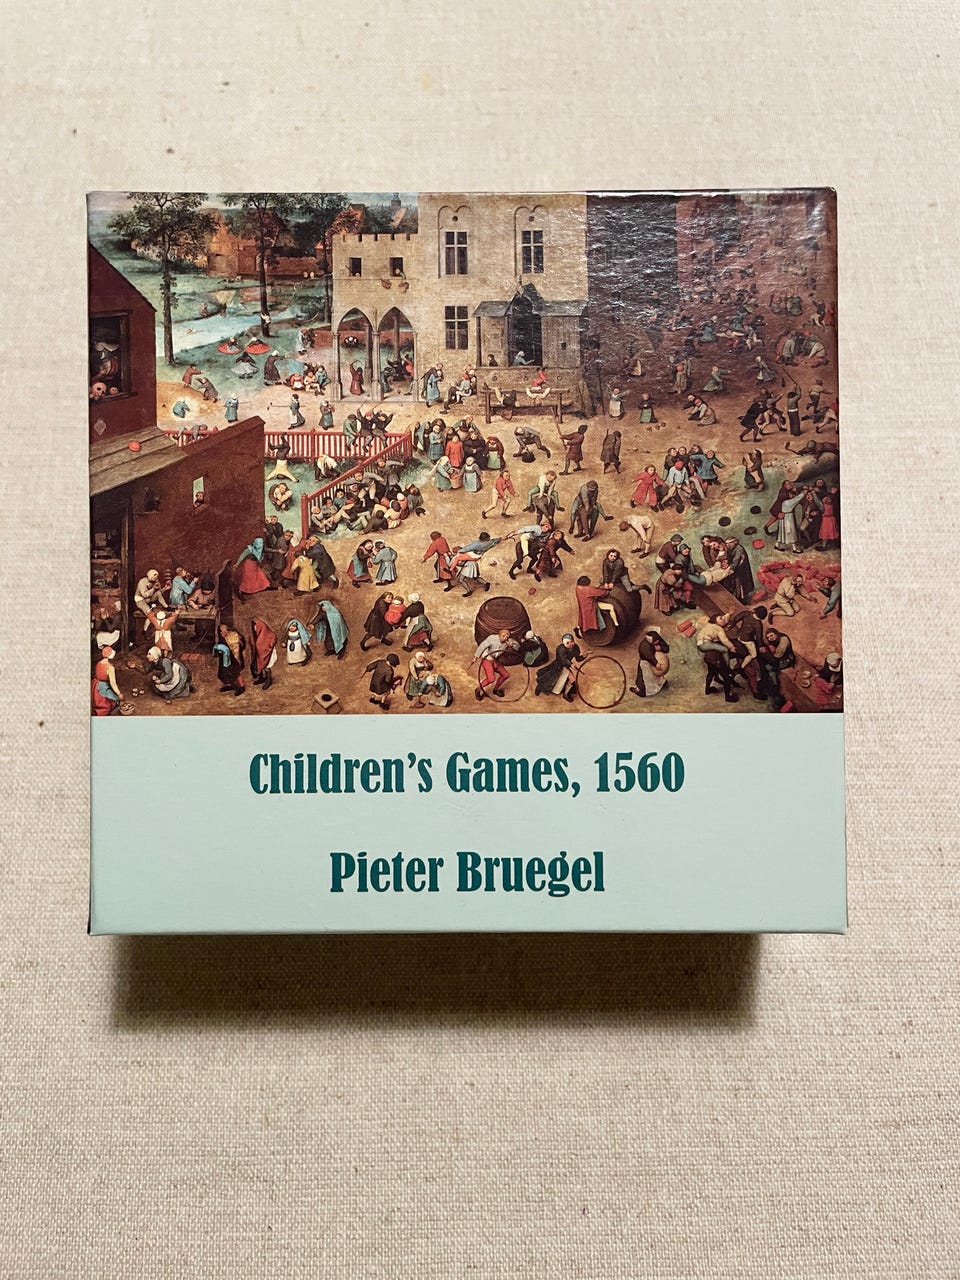 Children’s Games, 1560
Pieter Bruegel